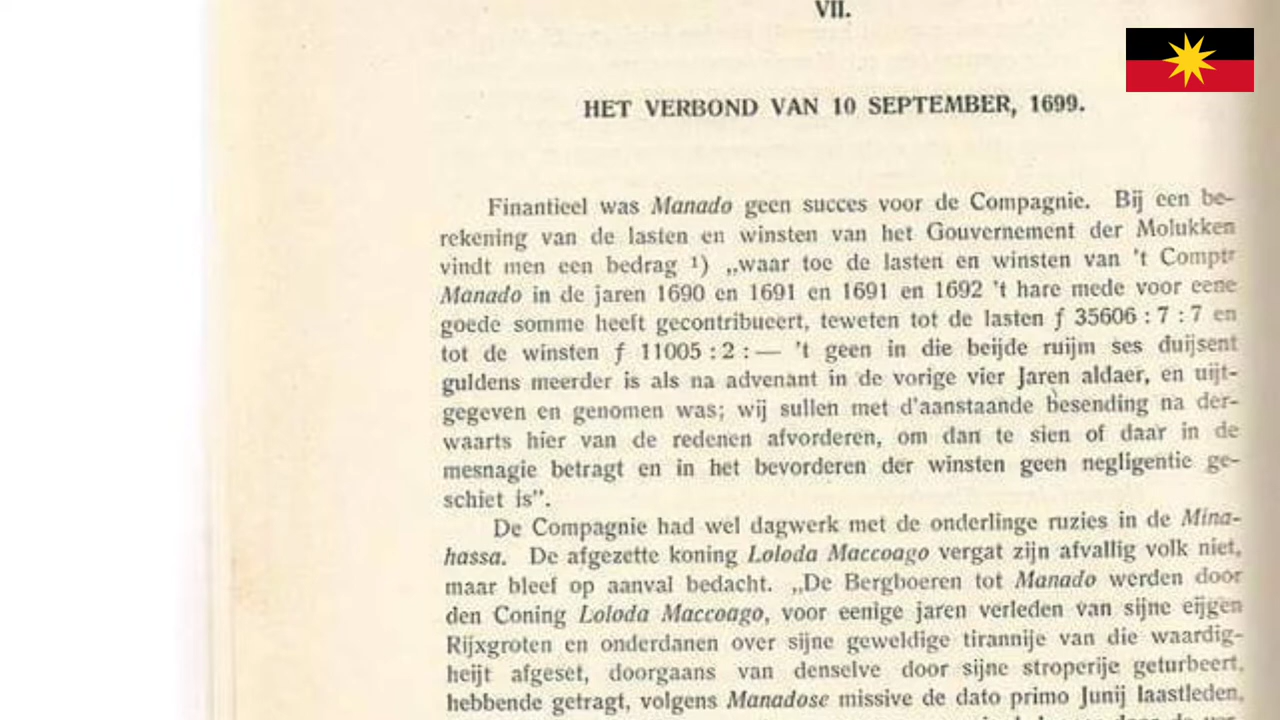 VII.
HET VERBOND VAN 10 SEPTEMBER, 1699.
Finantieel was Manado geen succes voor de Compagnie. Bij een be-
rekening van de lasten en winsten van het Gouvernement der Molukken
vindt men een bedrag ¹) „waar toe de lasten en winsten van 't Comptr
Manado in de jaren 1690 en 1691 en 1691 en 1692 't hare mede voor eene
goede somme heeft gecontribueert, teweten tot de lasten ƒ 35606 : 7 : 7 en
tot de winsten ƒ 11005 : 2 : — 't geen in die beijde ruijm ses duijsent
guldens meerder is als na advenant in de vorige vier Jaren aldaer, en uijt-
gegeven en genomen was; wij sullen met d'aanstaande besending na der-
waarts hier van de redenen afvorderen, om dan te sien of daar in de
mesnagie betragt en in het bevorderen der winsten geen negligentie ge-
schiet is”.
De Compagnie had wel dagwerk met de onderlinge ruzies in de Mina-
hassa. De afgezette koning Loloda Maccoago vergat zijn afvallig volk niet,
maar bleef op aanval bedacht. „De Bergboeren tot Manado werden door
den Coning Loloda Maccoago, voor eenige jaren verleden van sijne eijgen
Rijxgroten en onderdanen over sijne geweldige tirannije van die waardig-
heijt afgeset, doorgaans van denselve door sijne stroperije geturbeert,
hebbende getragt, volgens Manadose missive de dato primo Junij laastleden,